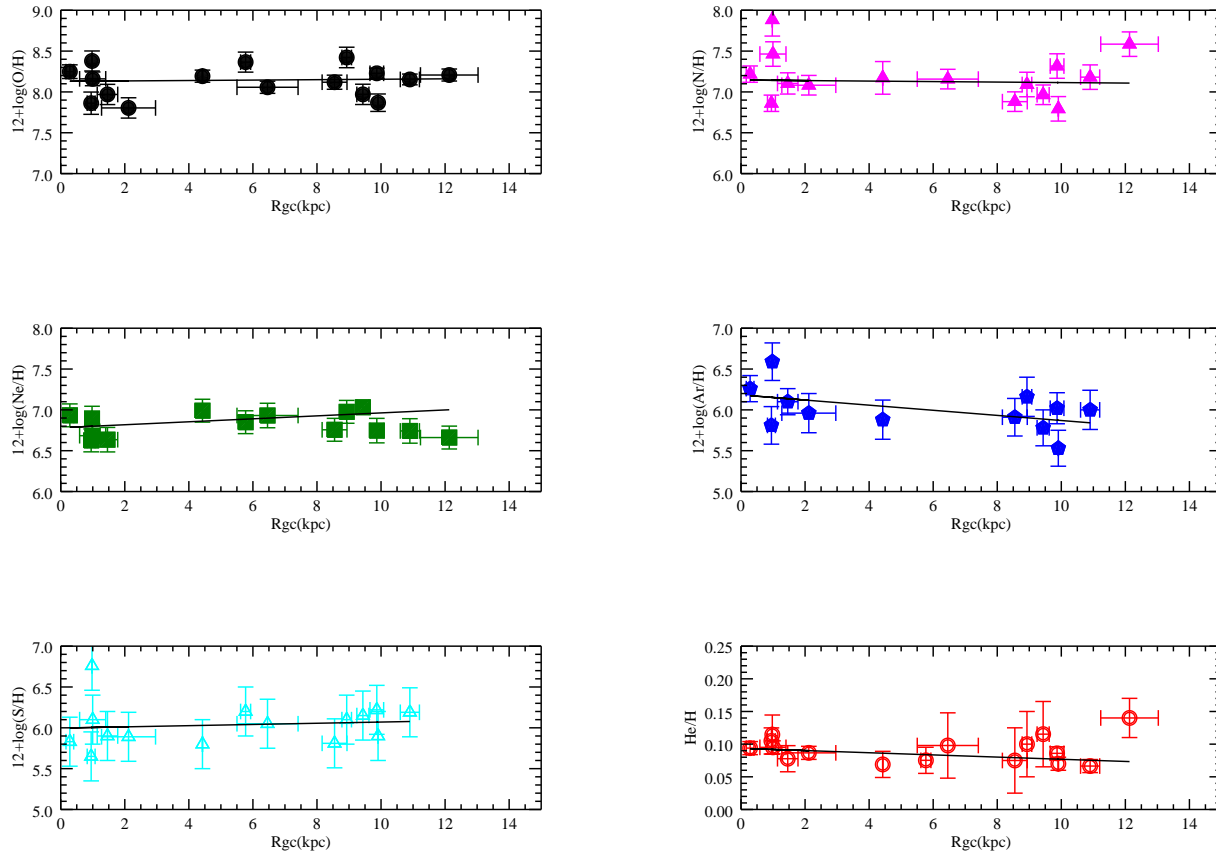 9.0
8.5
8.0
7.5
7.0
12+log(O/H)
0 2 4 6 8 10 12 14
Rgc(kpc)
8.0
7.5
7.0
6.5
6.0
12+log(N/H)
0 2 4 6 8 10 12 14
Rgc(kpc)
8.0
7.5
7.0
6.5
6.0
12+log(Ne/H)
0 2 4 6 8 10 12 14
Rgc(kpc)
7.0
6.5
6.0
5.5
5.0
12+log(Ar/H)
0 2 4 6 8 10 12 14
Rgc(kpc)
7.0
6.5
6.0
5.5
5.0
12+log(S/H)
0 2 4 6 8 10 12 14
Rgc(kpc)
0.25
0.20
0.15
0.10
0.05
0.00
He/H
0 2 4 6 8 10 12 14
Rgc(kpc)